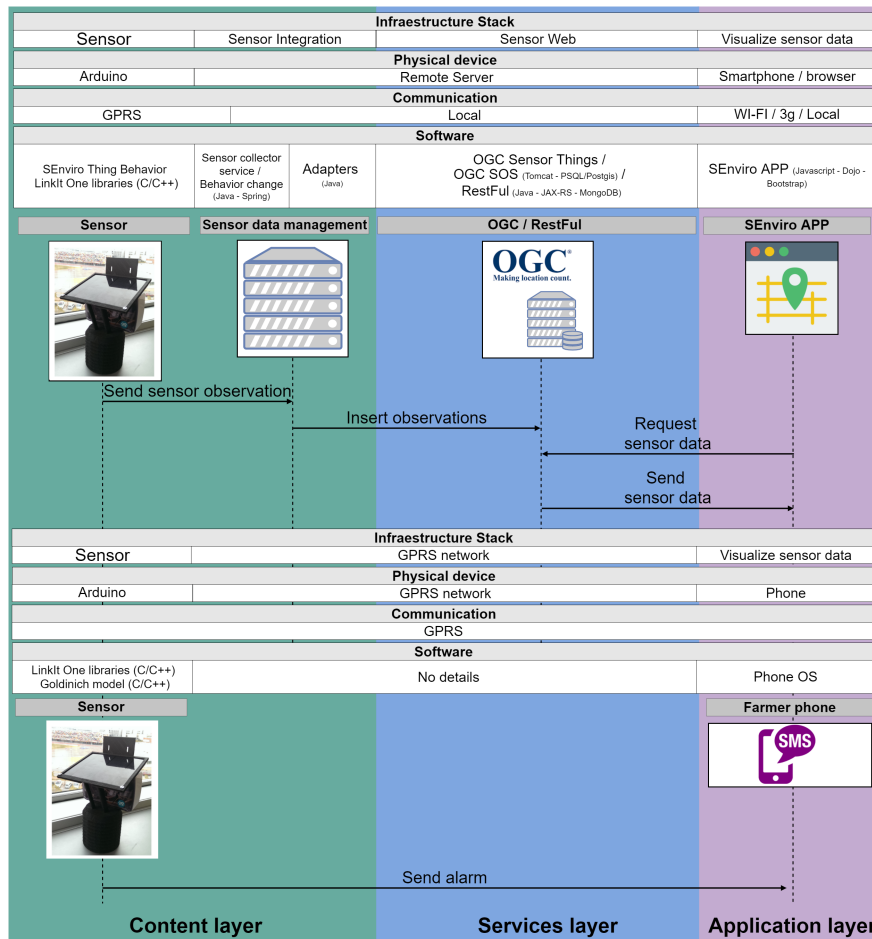 Infraestructure Stack
Sensor
Sensor Integration
Sensor Web
Visualize sensor data
Physical device
Arduino
Remote Server
Smartphone / browser
Communication
GPRS
Local
WI-FI / 3g / Local
Software
SEnviro Thing Behavior
LinkIt One libraries (C/C++)
Sensor collector
service /
Behavior change
(Java - Spring)
Adapters
(Java)
OGC Sensor Things /
OGC SOS (Tomcat - PSQL/Postgis) /
RestFul (Java - JAX-RS - MongoDB)
SEnviro APP (Javascript - Dojo -
Bootstrap)
Sensor
Sensor data management
OGC / RestFul
SEnviro APP
OGC®
Making location count.
Send sensor observation
Insert observations
Request
sensor data
Send
sensor data
Infraestructure Stack
Sensor
GPRS network
Visualize sensor data
Physical device
Arduino
GPRS network
Phone
Communication
GPRS
Software
LinkIt One libraries (C/C++)
Goldinich model (C/C++)
No details
Phone OS
Sensor
Farmer phone
SMS
Send alarm
Content layer
Services layer
Application layer